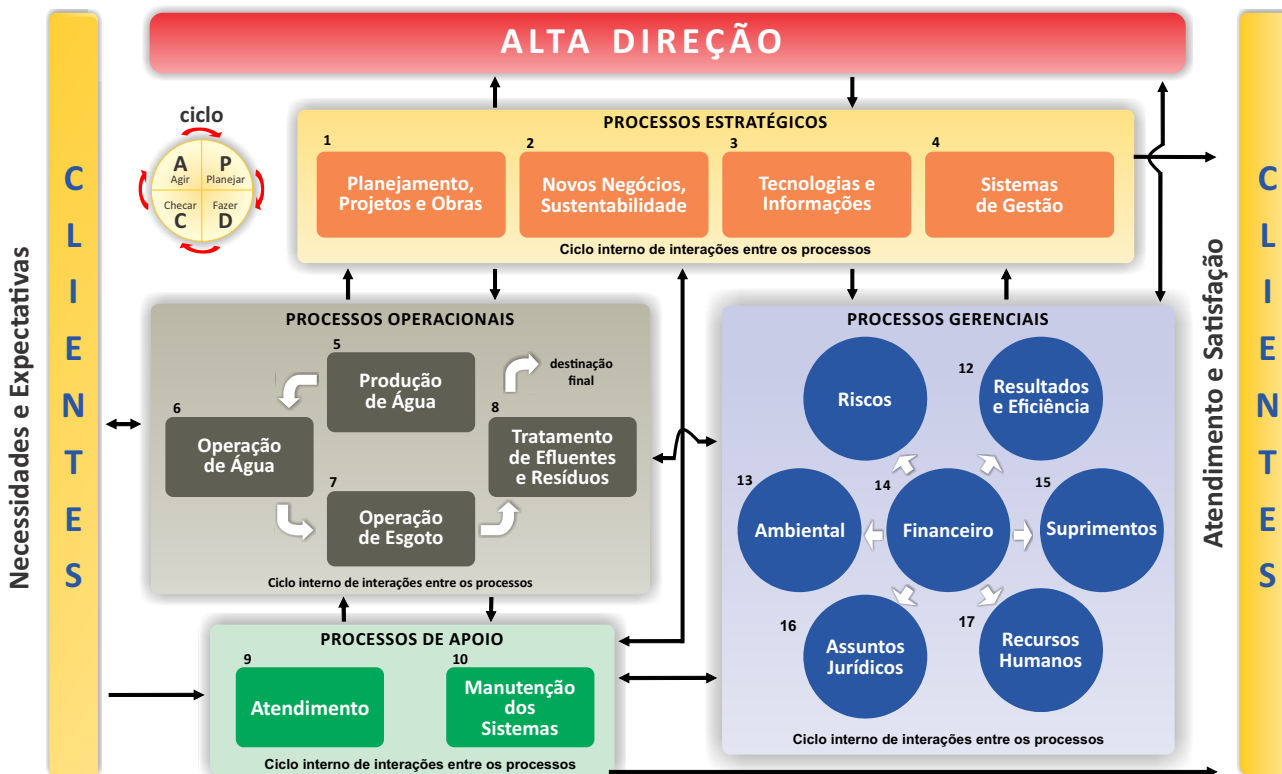 ALTA DIREÇÃO
CLIENTES
Necessidades e Expectativas
ciclo
A
Agir
P
Planejar
Checar
C
Fazer
D
PROCESSOS ESTRATÉGICOS
1
Planejamento,
Projetos e Obras
2
Novos Negócios,
Sustentabilidade
3
Tecnologias e
Informações
4
Sistemas
de Gestão
Ciclo interno de interações entre os processos
PROCESSOS OPERACIONAIS
5
Produção
de Água
destinação
final
6
Operação
de Água
7
Operação
de Esgoto
8
Tratamento
de Efluentes
e Resíduos
Ciclo interno de interações entre os processos
PROCESSOS GERENCIAIS
Riscos
12
Resultados
e Eficiência
13
Ambiental
14
Financeiro
15
Suprimentos
16
Assuntos
Jurídicos
17
Recursos
Humanos
Ciclo interno de interações entre os processos
PROCESSOS DE APOIO
9
Atendimento
10
Manutenção
dos
Sistemas
Ciclo interno de interações entre os processos
Atendimento e Satisfação
CLIENTES